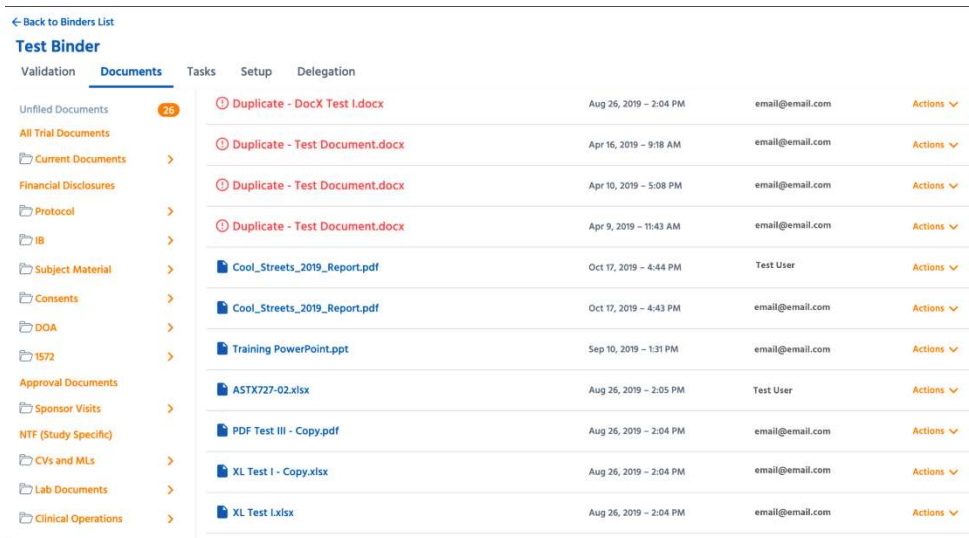 ← Back to Binders List
Test Binder
Validation Documents Tasks Setup Delegation
Unfiled Documents 26
All Trial Documents
Current Documents
Financial Disclosures
Protocol
IB
Subject Material
Consents
DOA
1572
Approval Documents
Sponsor Visits
NTF (Study Specific)
CVs and MLs
Lab Documents
Clinical Operations
Duplicate - DocX Test I.docx Aug 26, 2019 – 2:04 PM email@email.com Actions
Duplicate - Test Document.docx Apr 16, 2019 – 9:18 AM email@email.com Actions
Duplicate - Test Document.docx Apr 10, 2019 – 5:08 PM email@email.com Actions
Duplicate - Test Document.docx Apr 9, 2019 – 11:43 AM email@email.com Actions
Cool_Streets_2019_Report.pdf Oct 17, 2019 – 4:44 PM Test User Actions
Cool_Streets_2019_Report.pdf Oct 17, 2019 – 4:43 PM email@email.com Actions
Training PowerPoint.ppt Sep 10, 2019 – 1:31 PM email@email.com Actions
ASTX727-02.xlsx Aug 26, 2019 – 2:05 PM Test User Actions
PDF Test III - Copy.pdf Aug 26, 2019 – 2:04 PM email@email.com Actions
XL Test I - Copy.xlsx Aug 26, 2019 – 2:04 PM email@email.com Actions
XL Test I.xlsx Aug 26, 2019 – 2:04 PM email@email.com Actions